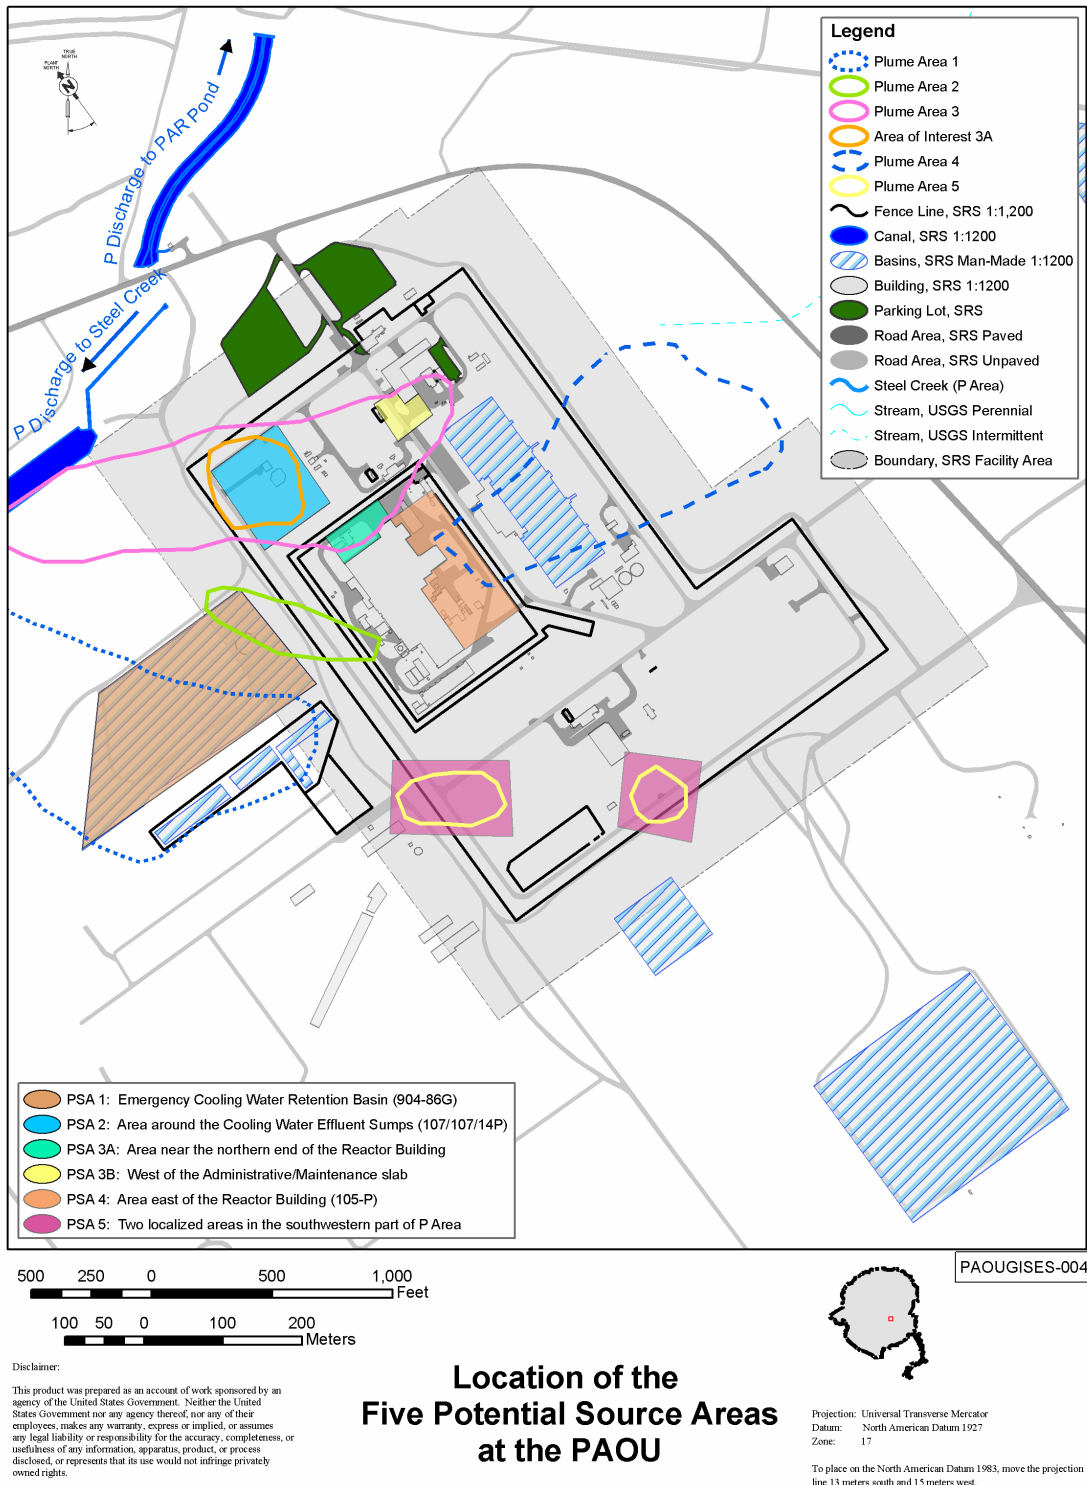 TRUE
NORTH
PLANT
NORTH
N
P Discharge to PAR Pond
P Discharge to Steel Creek
Legend
Plume Area 1
Plume Area 2
Plume Area 3
Area of Interest 3A
Plume Area 4
Plume Area 5
Fence Line, SRS 1:1,200
Canal, SRS 1:1200
Basins, SRS Man-Made 1:1200
Building, SRS 1:1200
Parking Lot, SRS
Road Area, SRS Paved
Road Area, SRS Unpaved
Steel Creek (P Area)
Stream, USGS Perennial
Stream, USGS Intermittent
Boundary, SRS Facility Area
PSA 1: Emergency Cooling Water Retention Basin (904-86G)
PSA 2: Area around the Cooling Water Effluent Sumps (107/107/14P)
PSA 3A: Area near the northern end of the Reactor Building
PSA 3B: West of the Administrative/Maintenance slab
PSA 4: Area east of the Reactor Building (105-P)
PSA 5: Two localized areas in the southwestern part of P Area
PAOUGISES-004
500 250 0 500 1,000
Feet
100 50 0 100 200
Meters
Disclaimer:
This product was prepared as an account of work sponsored by an
agency of the United States Government. Neither the United
States Government nor any agency thereof, nor any of their
employees, makes any warranty, express or implied, or assumes
any legal liability or responsibility for the accuracy, completeness, or
usefulness of any information, apparatus, product, or process
disclosed, or represents that its use would not infringe privately
owned rights.
Location of the
Five Potential Source Areas
at the PAOU
Projection: Universal Transverse Mercator
Datum: North American Datum 1927
Zone: 17
To place on the North American Datum 1983, move the projection
line 13 meters south and 15 meters west.